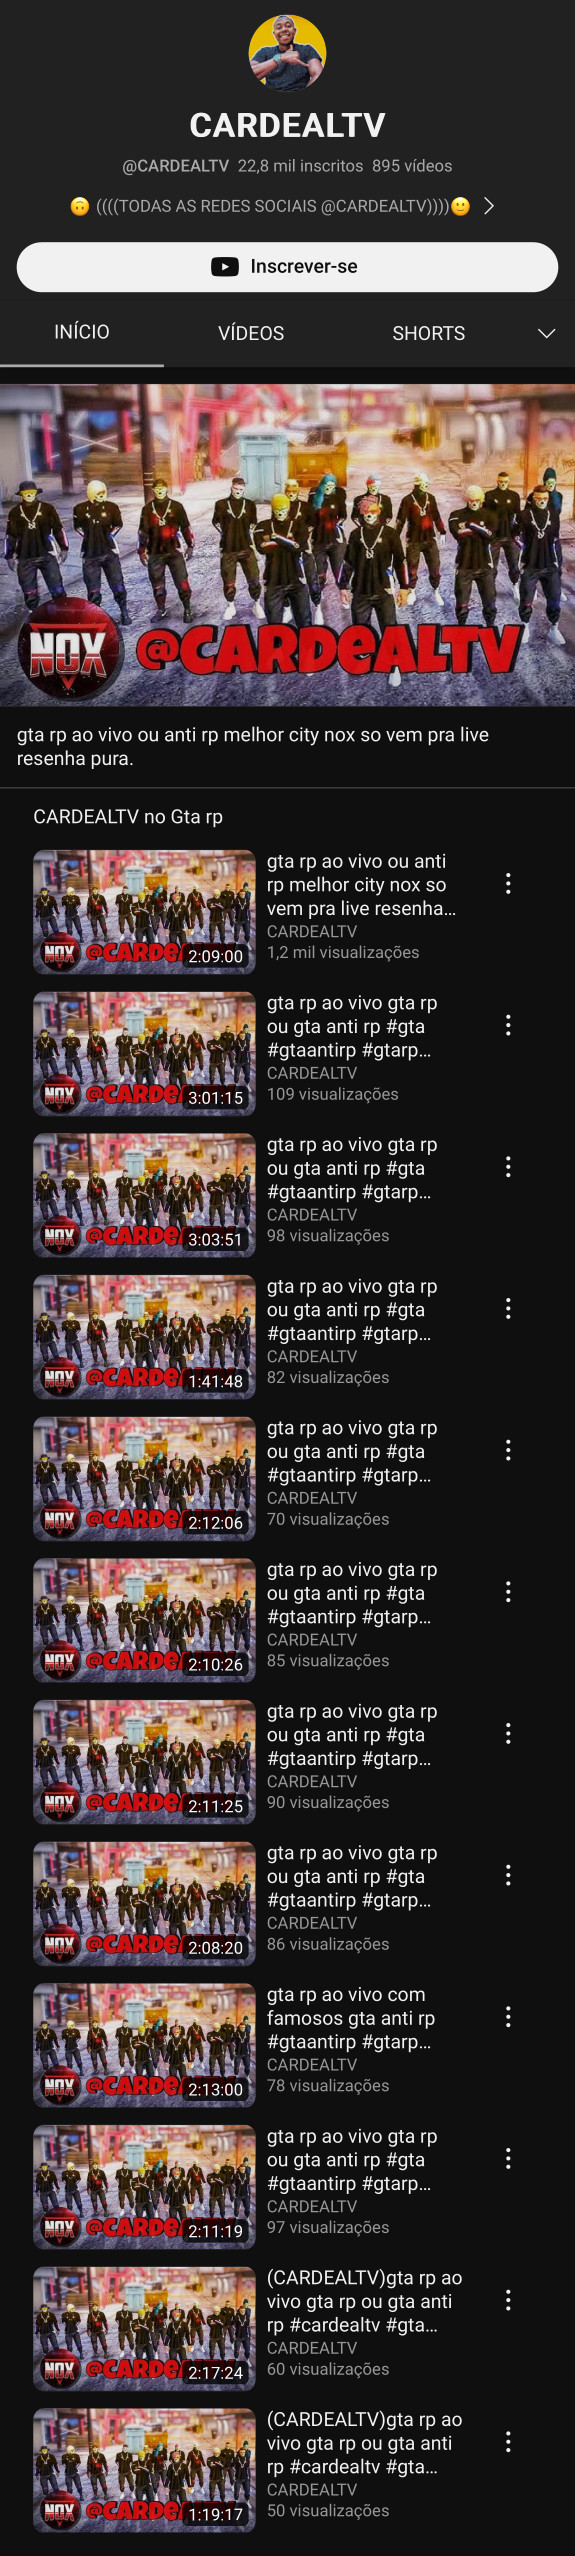 CARDEALTV
@CARDEALTV 22,8 mil inscritos 895 vídeos
🙃 ((((TODAS AS REDES SOCIAIS @CARDEALTV))))🙂
Inscrever-se
INÍCIO VÍDEOS SHORTS
NOX @CARDEALTV
gta rp ao vivo ou anti rp melhor city nox so vem pra live
resenha pura.
CARDEALTV no Gta rp
gta rp ao vivo ou anti
rp melhor city nox so
vem pra live resenha...
CARDEALTV
1,2 mil visualizações
NOX @CARDEA 2:09:00
gta rp ao vivo gta rp
ou gta anti rp #gta
#gtaantirp #gtarp...
CARDEALTV
109 visualizações
NOX @CARDEA 3:01:15
gta rp ao vivo gta rp
ou gta anti rp #gta
#gtaantirp #gtarp...
CARDEALTV
98 visualizações
NOX @CARDEA 3:03:51
gta rp ao vivo gta rp
ou gta anti rp #gta
#gtaantirp #gtarp...
CARDEALTV
82 visualizações
NOX @CARDEA 1:41:48
gta rp ao vivo gta rp
ou gta anti rp #gta
#gtaantirp #gtarp...
CARDEALTV
70 visualizações
NOX @CARDEA 2:12:06
gta rp ao vivo gta rp
ou gta anti rp #gta
#gtaantirp #gtarp...
CARDEALTV
85 visualizações
NOX @CARDEA 2:10:26
gta rp ao vivo gta rp
ou gta anti rp #gta
#gtaantirp #gtarp...
CARDEALTV
90 visualizações
NOX @CARDEA 2:11:25
gta rp ao vivo gta rp
ou gta anti rp #gta
#gtaantirp #gtarp...
CARDEALTV
86 visualizações
NOX @CARDEA 2:08:20
gta rp ao vivo com
famosos gta anti rp
#gtaantirp #gtarp...
CARDEALTV
78 visualizações
NOX @CARDEA 2:13:00
gta rp ao vivo gta rp
ou gta anti rp #gta
#gtaantirp #gtarp...
CARDEALTV
97 visualizações
NOX @CARDEA 2:11:19
(CARDEALTV)gta rp ao
vivo gta rp ou gta anti
rp #cardealtv #gta...
CARDEALTV
60 visualizações
NOX @CARDEA 2:17:24
(CARDEALTV)gta rp ao
vivo gta rp ou gta anti
rp #cardealtv #gta...
CARDEALTV
50 visualizações
NOX @CARDEA 1:19:17